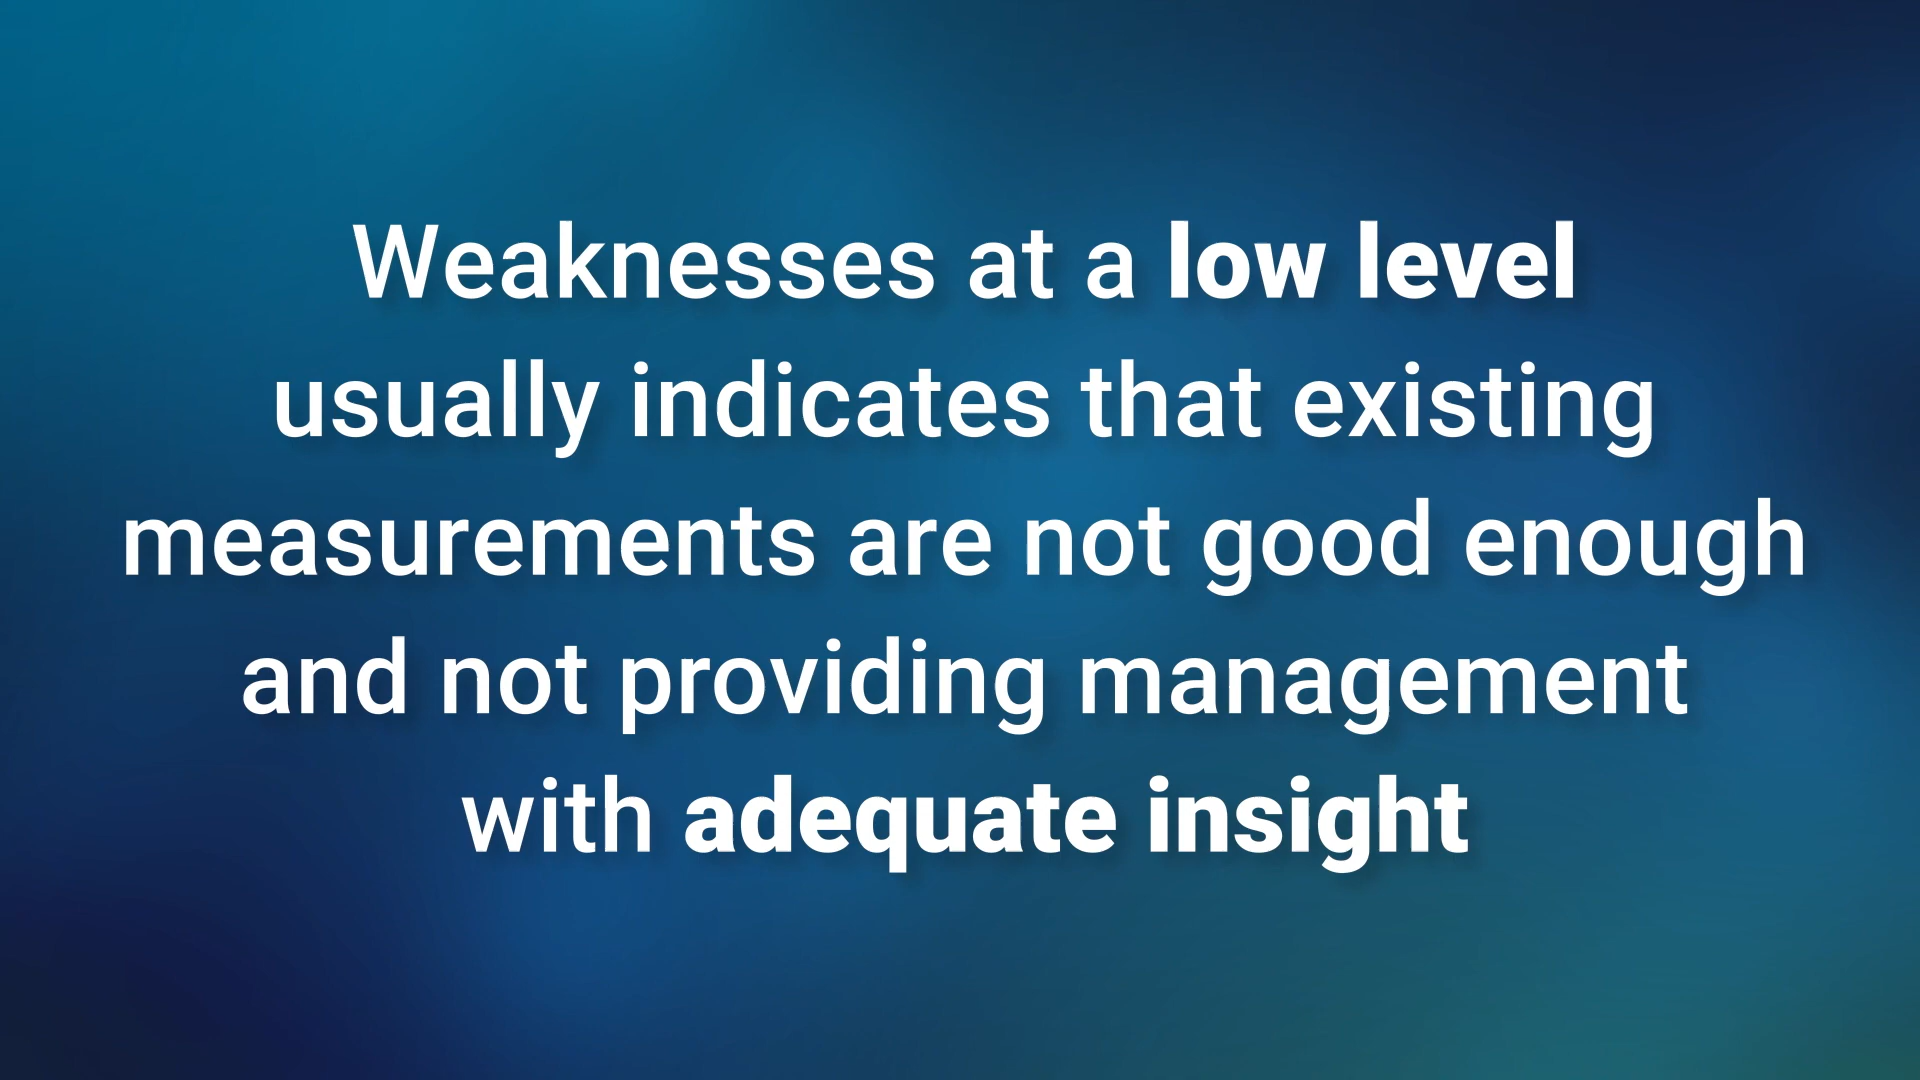 Weaknesses at a low level
usually indicates that existing
measurements are not good enough
and not providing management
with adequate insight